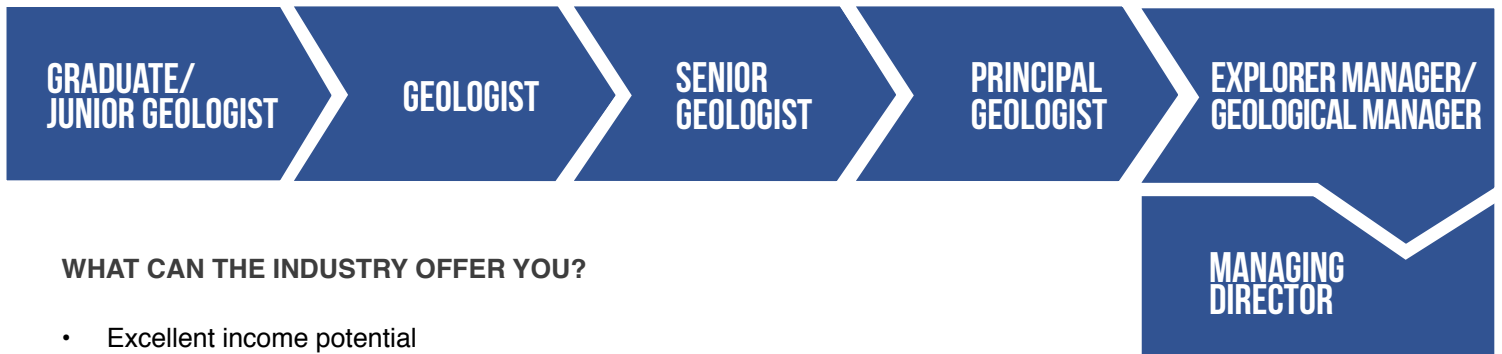 GRADUATE/
JUNIOR GEOLOGIST
GEOLOGIST
SENIOR
GEOLOGIST
PRINCIPAL
GEOLOGIST
EXPLORER MANAGER/
GEOLOGICAL MANAGER
MANAGING
DIRECTOR
WHAT CAN THE INDUSTRY OFFER YOU?
• Excellent income potential